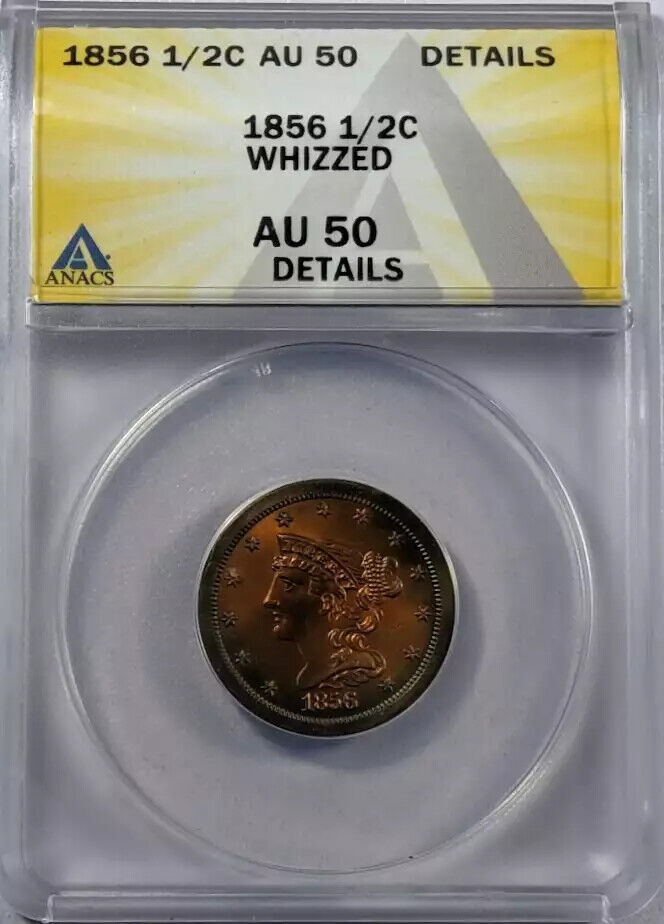 1856 1/2C AU 50 DETAILS
1856 1/2C
WHIZZED
AU 50
DETAILS
ANACS
1856